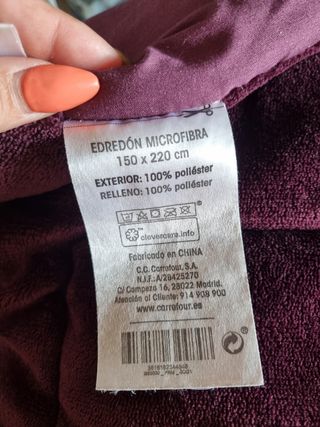 EDREDÓN MICROFIBRA
150 x 220 cm
EXTERIOR: 100% poliéster
RELLENO: 100% poliéster
clevercare.info
Fabricado en CHINA
C.C. Carrefour, S.A.
N.I.F.: A/28425270
C/ Campezo 16, 28022 Madrid.
Atención al Cliente: 914 908 900
www.carrefour.es